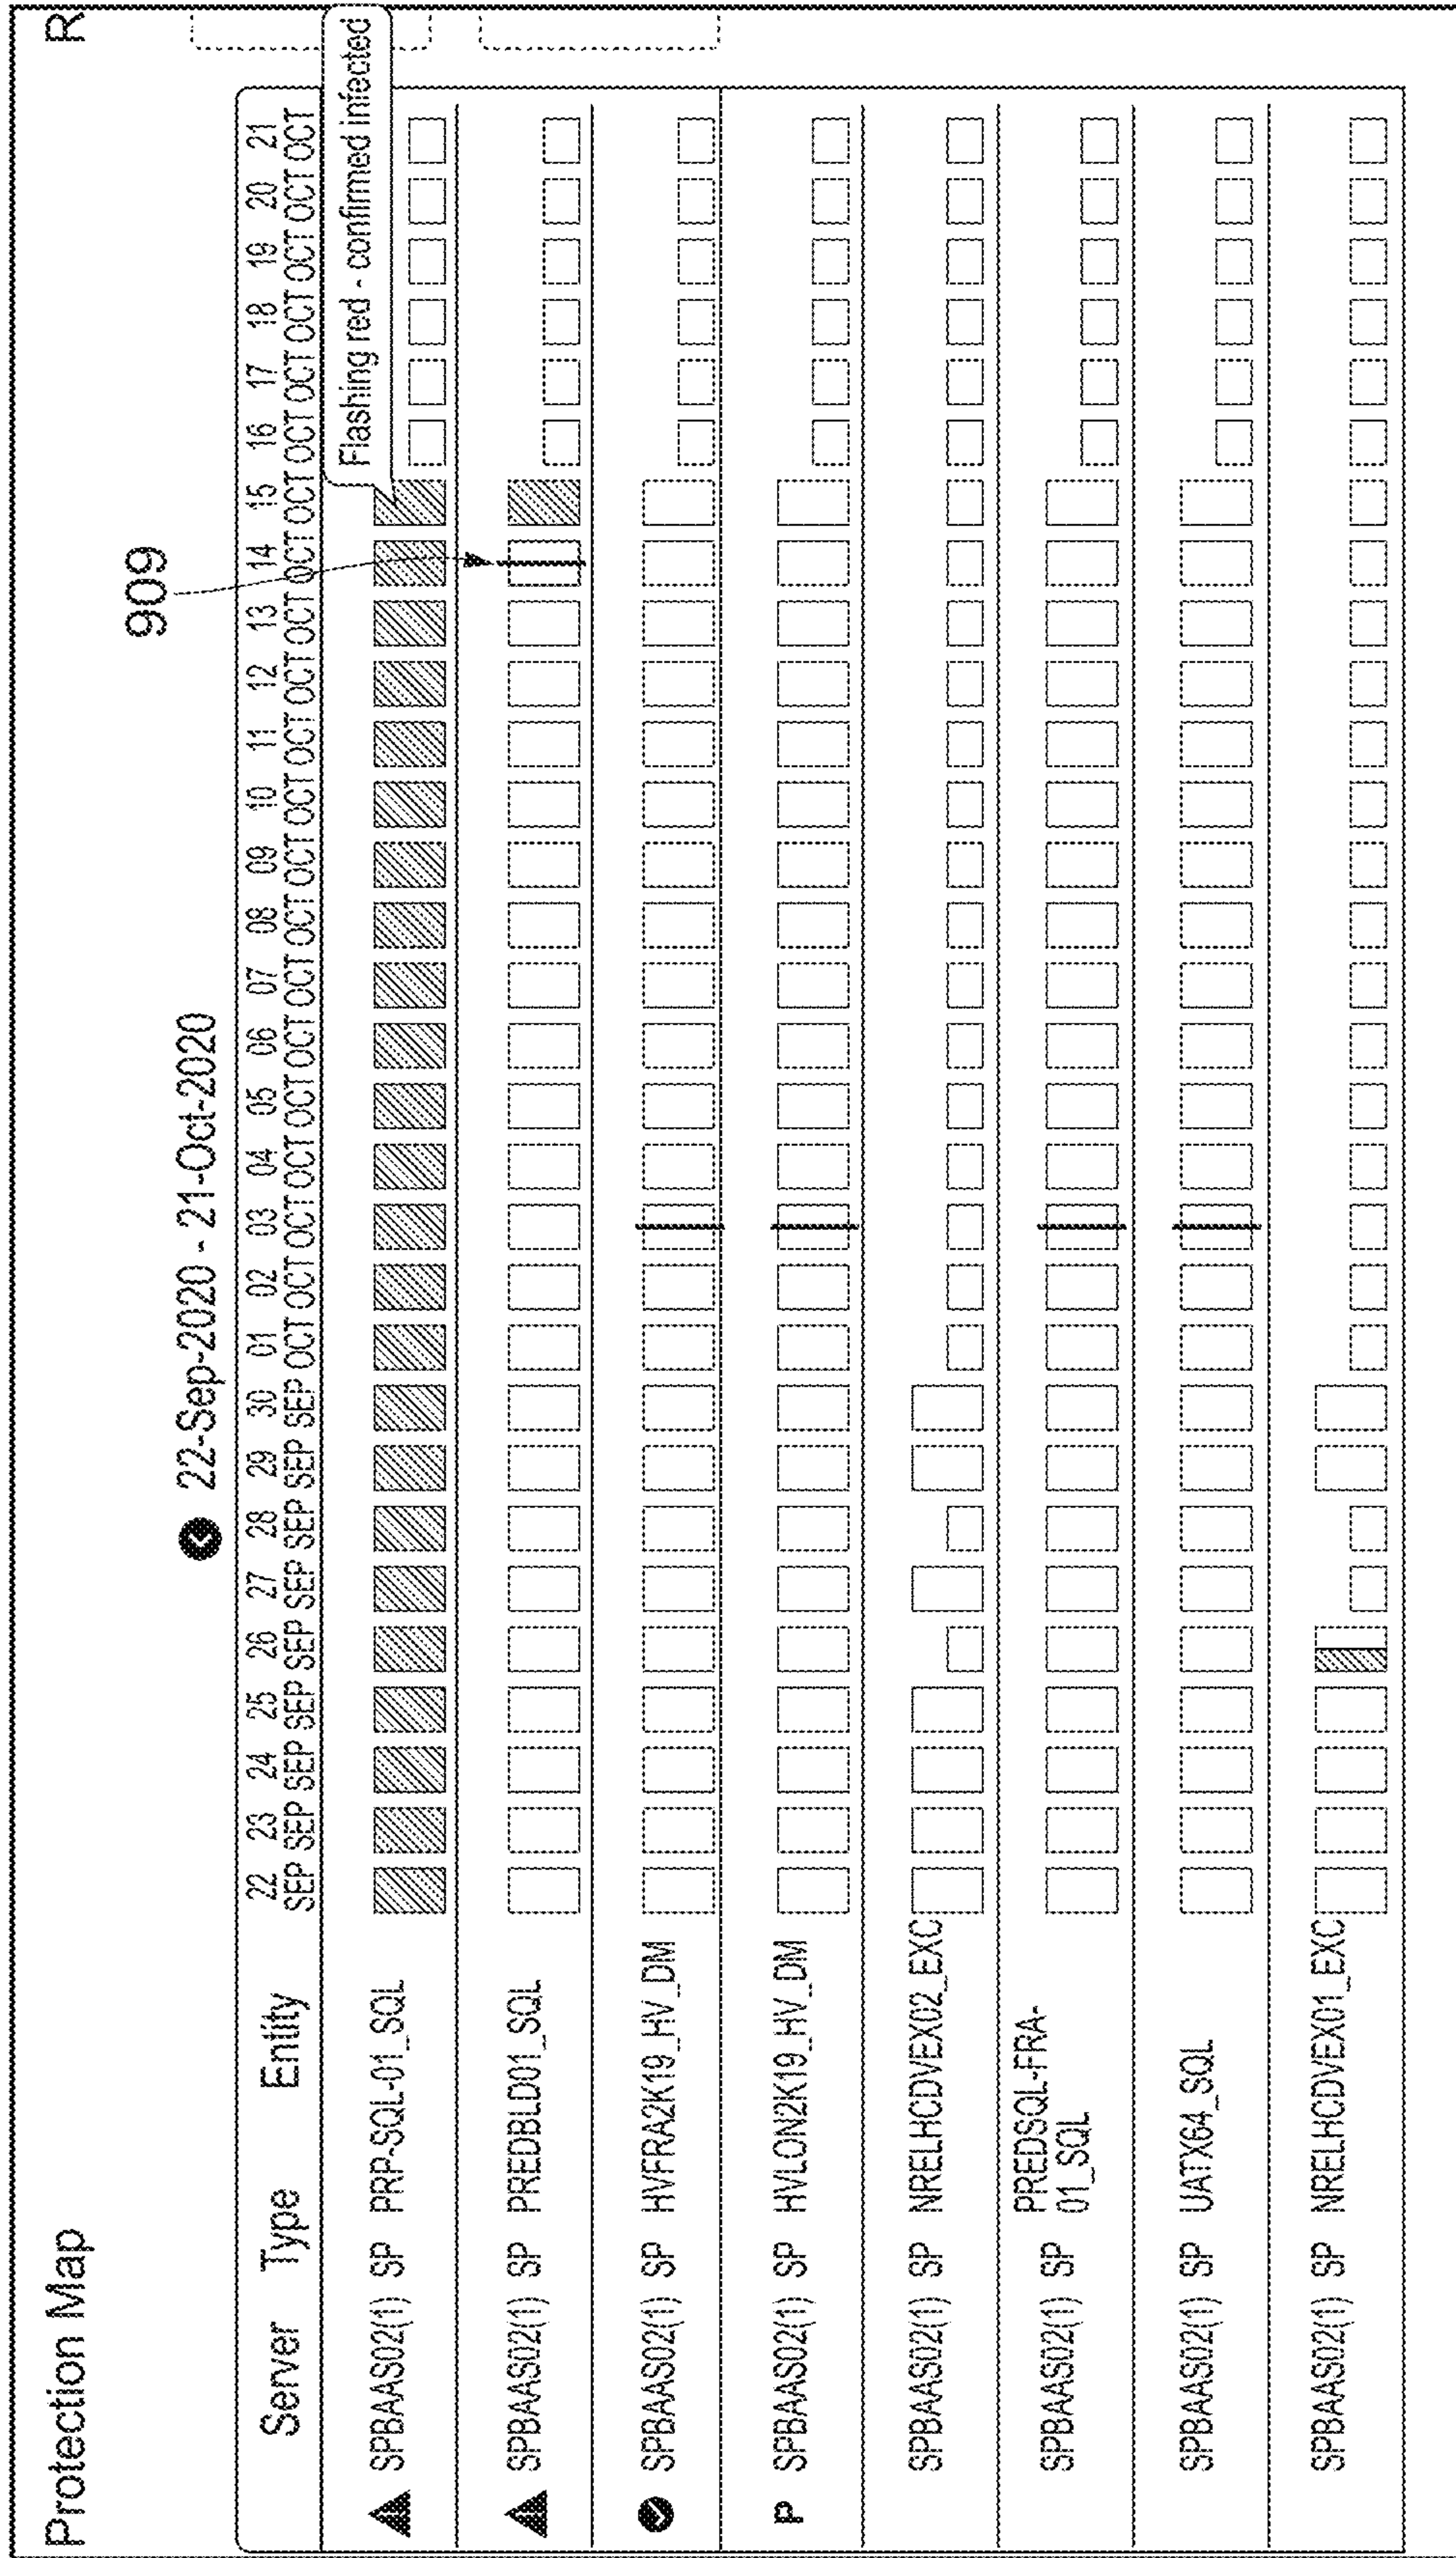 Protection Map
R
909
22-Sep-2020 - 21-Oct-2020
Server Type Entity
22 23 24 25 26 27 28 29 30 01 02 03 04 05 06 07 08 09 10 11 12 13 14 15 16 17 18 19 20 21
SEP SEP SEP SEP SEP SEP SEP SEP SEP OCT OCT OCT OCT OCT OCT OCT OCT OCT OCT OCT OCT OCT OCT OCT OCT OCT OCT OCT OCT OCT
Flashing red - confirmed infected
SPBAAS02(1) SP PRP-SQL-01_SQL
SPBAAS02(1) SP PREDBLD01_SQL
SPBAAS02(1) SP HVFRA2K19_HV_DM
P SPBAAS02(1) SP HVLON2K19_HV_DM
SPBAAS02(1) SP NRELHCDVEX02_EXC
SPBAAS02(1) SP PREDSQL-FRA-
01_SQL
SPBAAS02(1) SP UATX64_SQL
SPBAAS02(1) SP NRELHCDVEX01_EXC